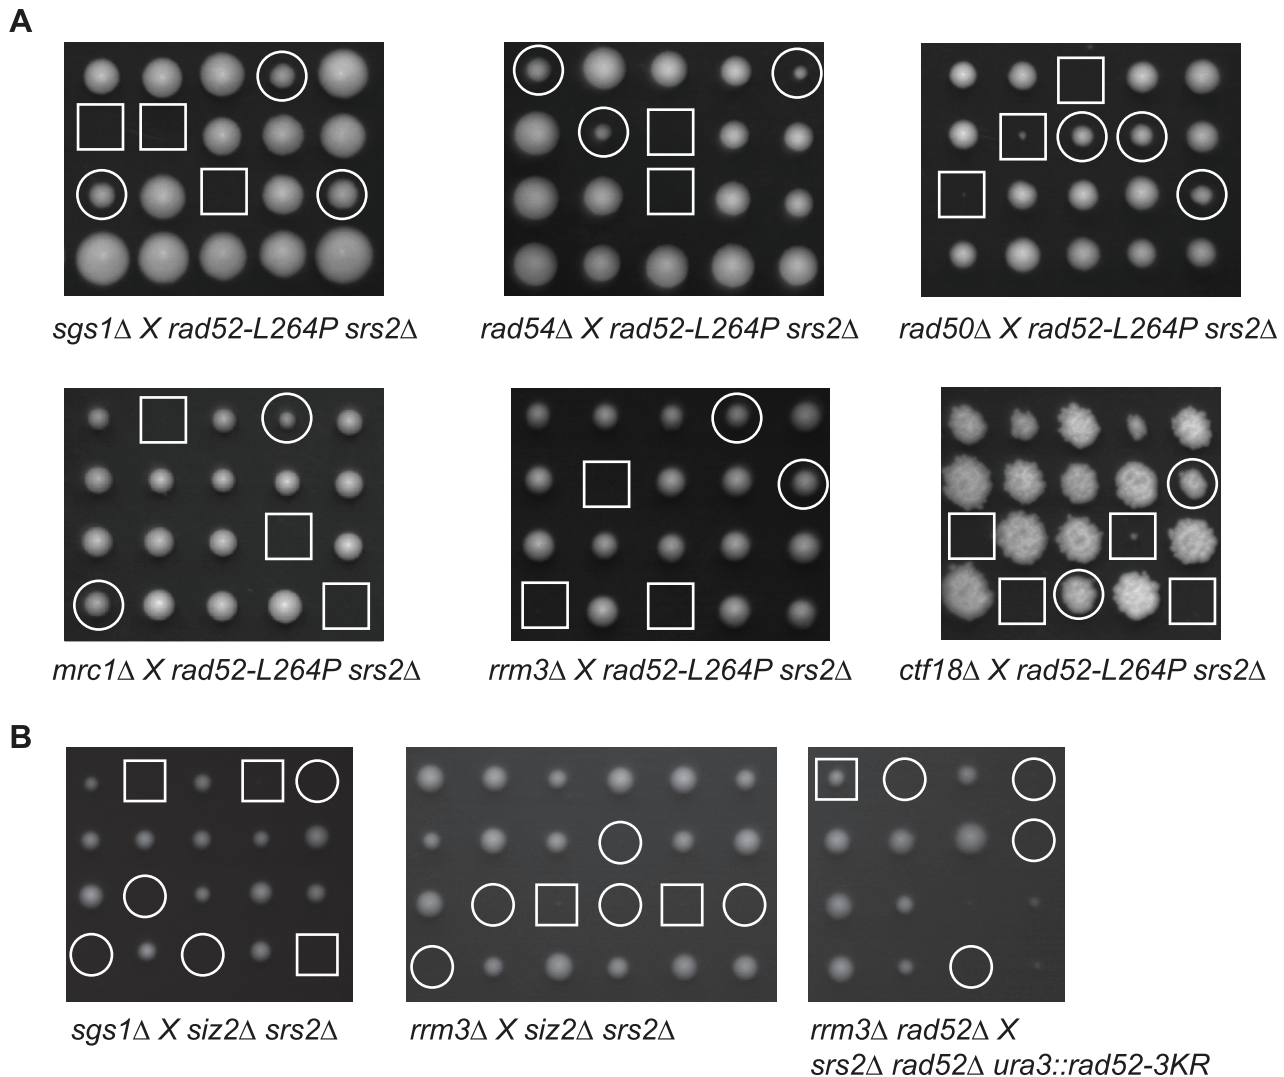 A
sgs1Δ X rad52-L264P srs2Δ
rad54Δ X rad52-L264P srs2Δ
rad50Δ X rad52-L264P srs2Δ
mrc1Δ X rad52-L264P srs2Δ
rrm3Δ X rad52-L264P srs2Δ
ctf18Δ X rad52-L264P srs2Δ
B
sgs1Δ X siz2Δ srs2Δ
rrm3Δ X siz2Δ srs2Δ
rrm3Δ rad52Δ X
srs2Δ rad52Δ ura3::rad52-3KR